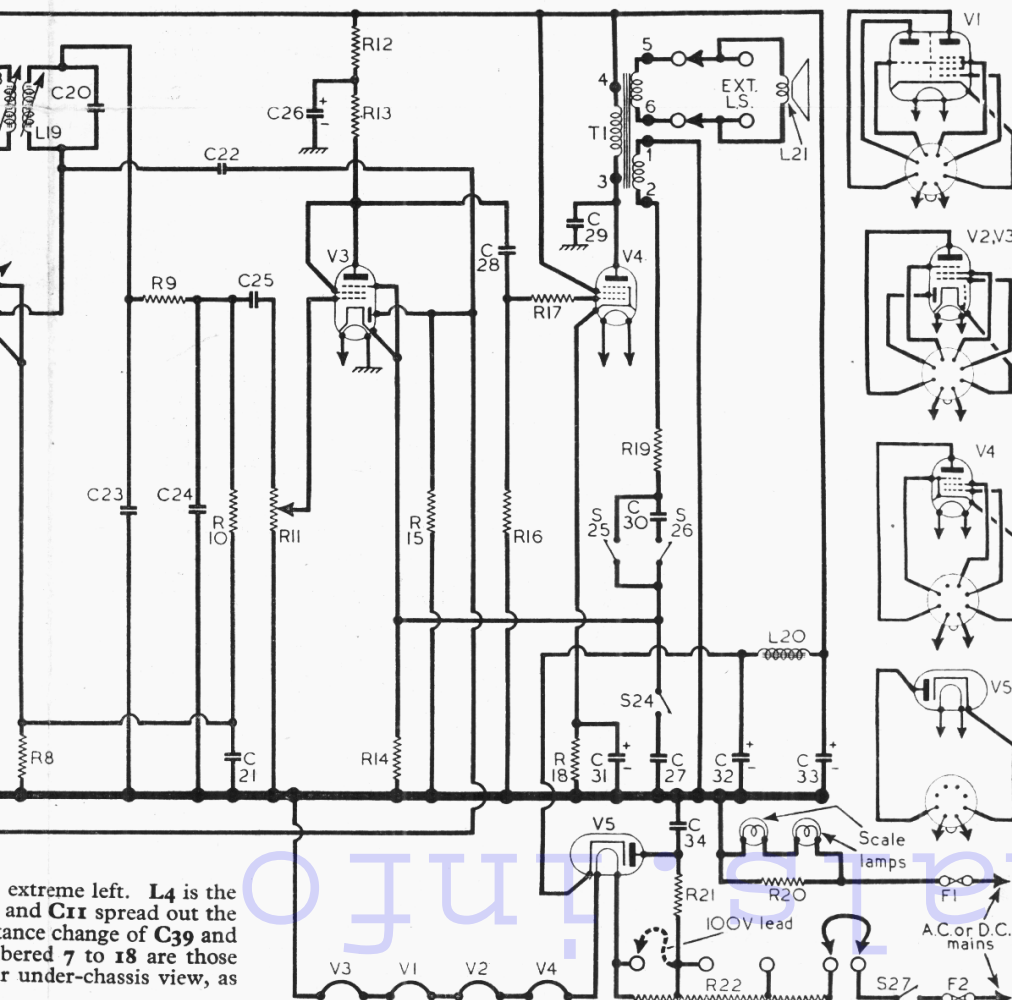 R12
C20
C26
R13
L19
C22
5
4
6
EXT.
L.S.
T1
1
3
2
L21
V1
C
29
C
28
V3
V4
V2,V3
R9
C25
R17
R19
C23
C24
R
10
R11
R
15
R16
S
25
C
30
S
26
V4
L20
S24
R8
C
21
R14
R
18
C
31
C
27
C
32
C
33
V5
V5
C
34
Scale
lamps
R21
R20
F1
100V lead
A.C. or D.C.
mains
V3
V1
V2
V4
R22
S27
F2
extreme left. L4 is the
and C11 spread out the
tance change of C39 and
bered 7 to 18 are those
r under-chassis view, as